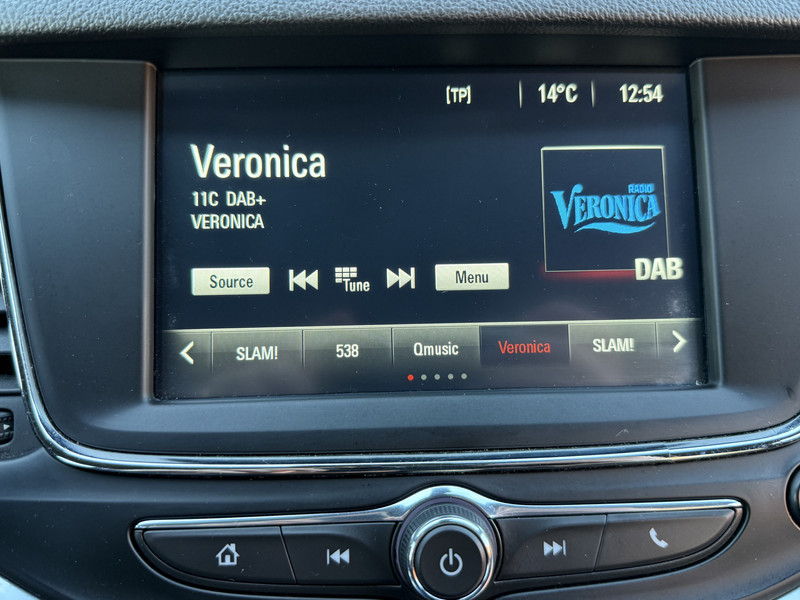 [TP] 14°C 12:54
Veronica
11C DAB+
VERONICA
RADIO
VERONICA
DAB
Source Tune Menu
SLAM! 538 Qmusic Veronica SLAM!